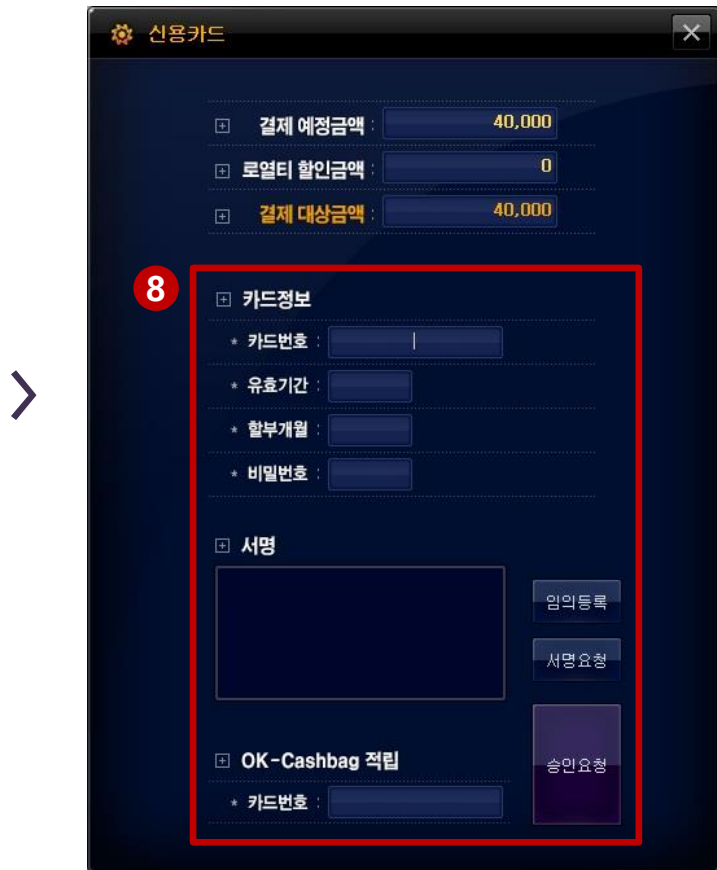 신용카드
결제 예정금액 : 40,000
로열티 할인금액 : 0
결제 대상금액 : 40,000
8
카드정보
* 카드번호 :
* 유효기간 :
* 할부개월 :
* 비밀번호 :
서명
임의등록
서명요청
OK-Cashbag 적립
승인요청
* 카드번호 :